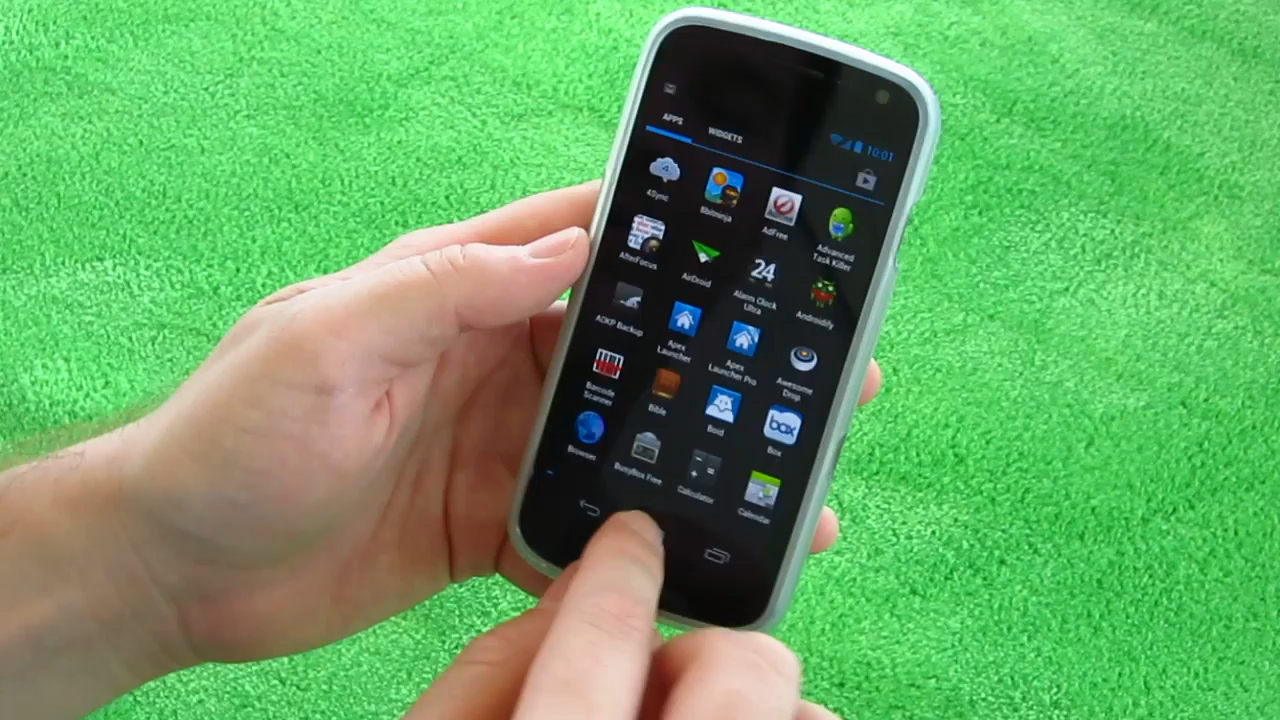 10:01
APPS WIDGETS
4Sync
8bitninja
AdFree
Advanced
Task Killer
AfterFocus
AirDroid
24
Alarm Clock
Ultra
Androidify
AOKP Backup
Apex
Launcher
Apex
Launcher Pro
Awesome
Drop
Barcode
Scanner
Bible
Boid
box
Box
Browser
BusyBox Free
Calculator
Calendar